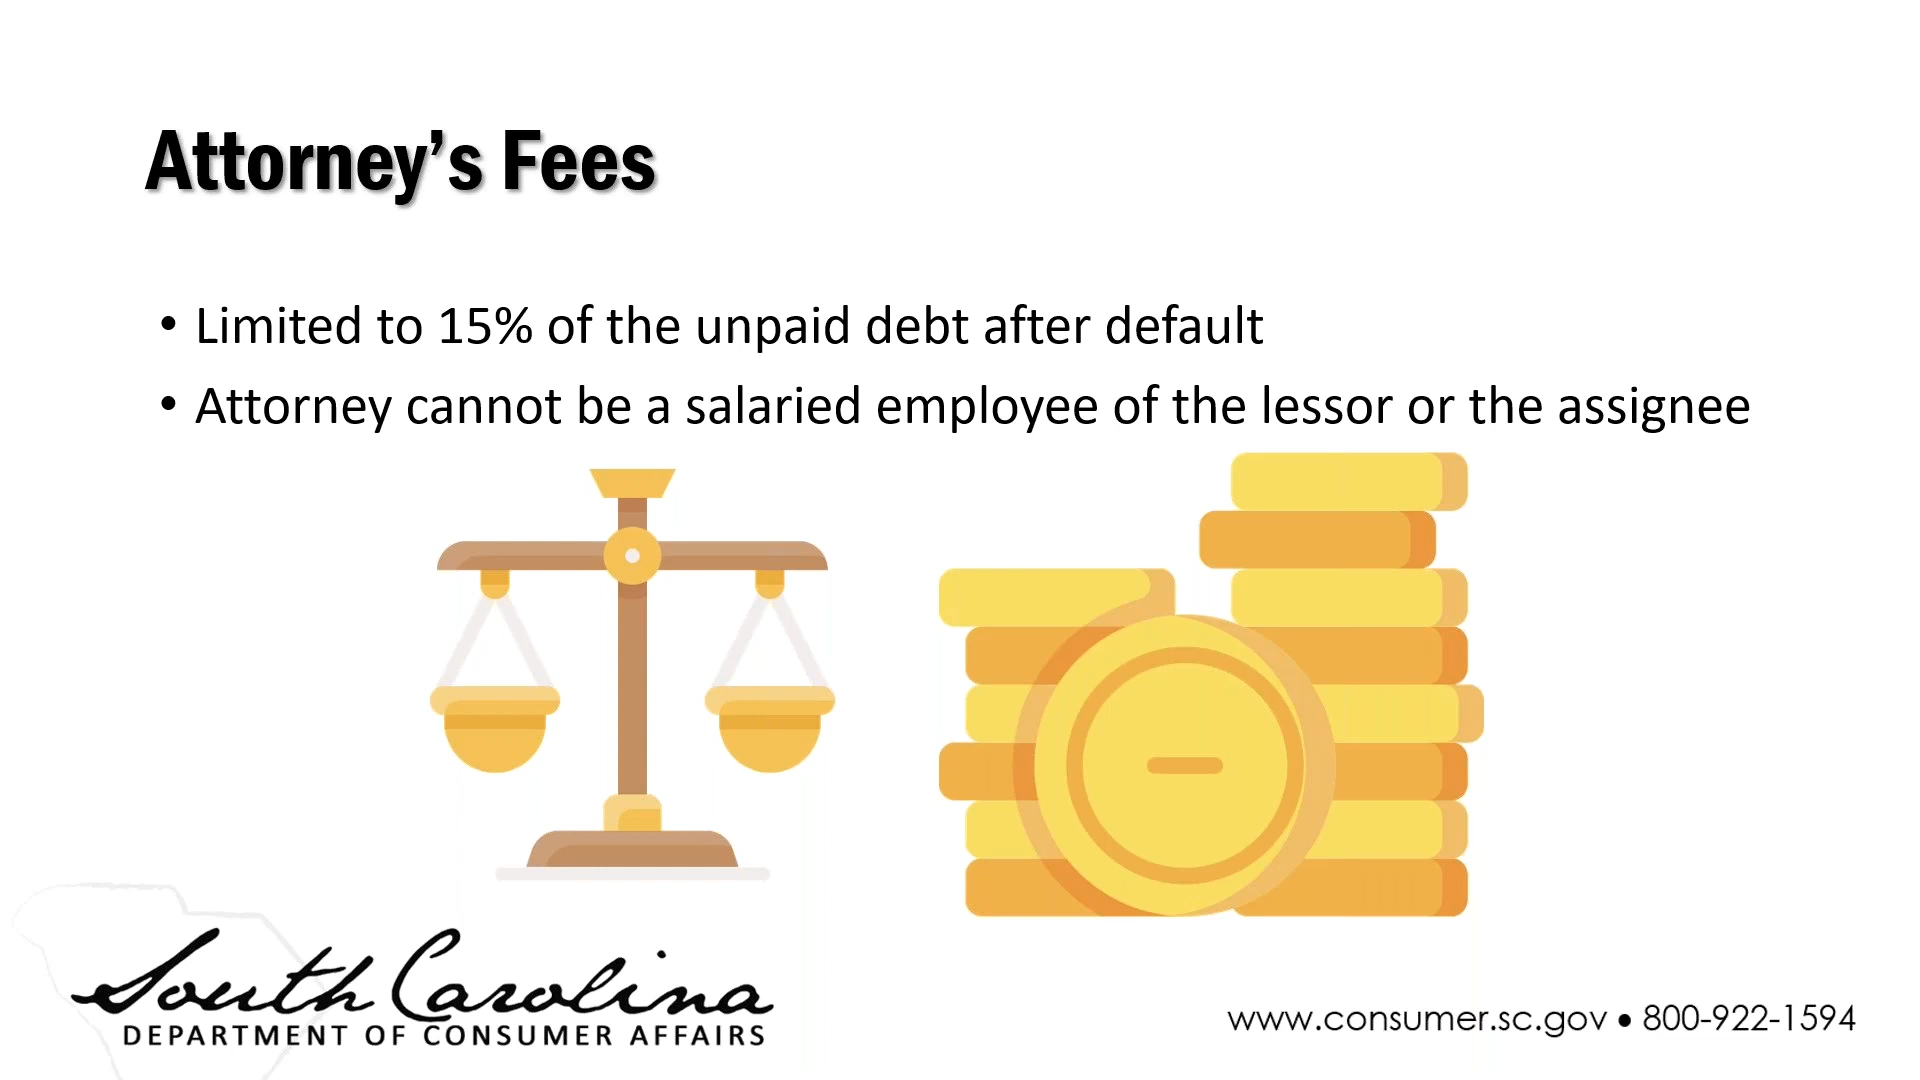 Attorney’s Fees
• Limited to 15% of the unpaid debt after default
• Attorney cannot be a salaried employee of the lessor or the assignee
South Carolina
DEPARTMENT OF CONSUMER AFFAIRS
www.consumer.sc.gov • 800-922-1594